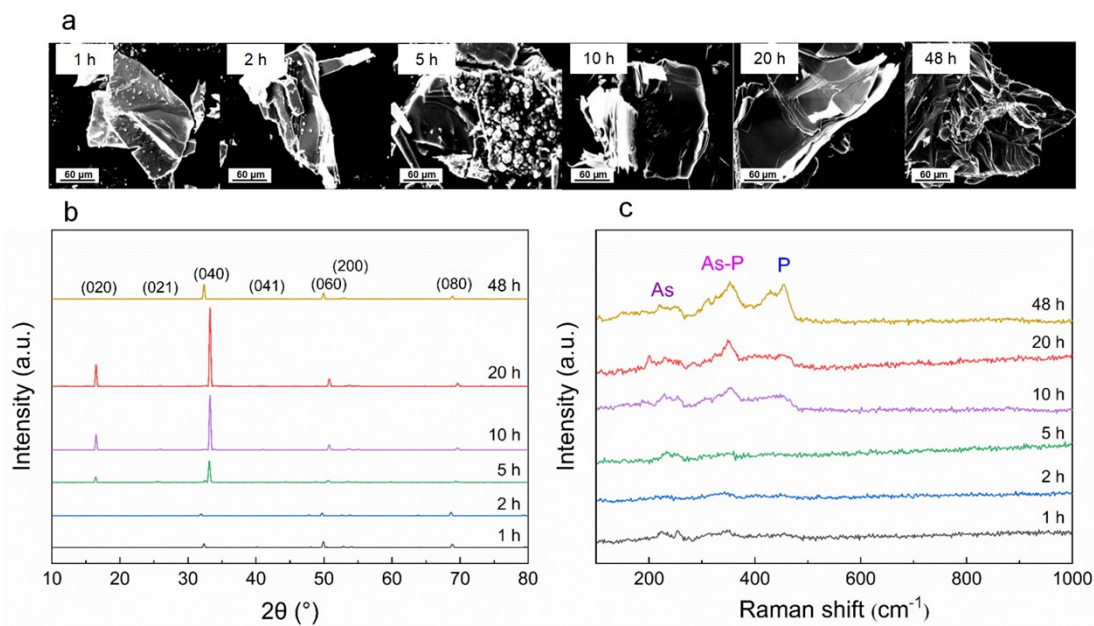 a
1 h
2 h
5 h
10 h
20 h
48 h
60 µm
60 µm
60 µm
60 µm
60 µm
60 µm
b
(020)
(021)
(040)
(041)
(060)
(200)
(080)
48 h
20 h
10 h
5 h
2 h
1 h
Intensity (a.u.)
10 20 30 40 50 60 70 80
2θ (°)
c
As
As-P
P
48 h
20 h
10 h
5 h
2 h
1 h
Intensity (a.u.)
200 400 600 800 1000
Raman shift (cm⁻¹)